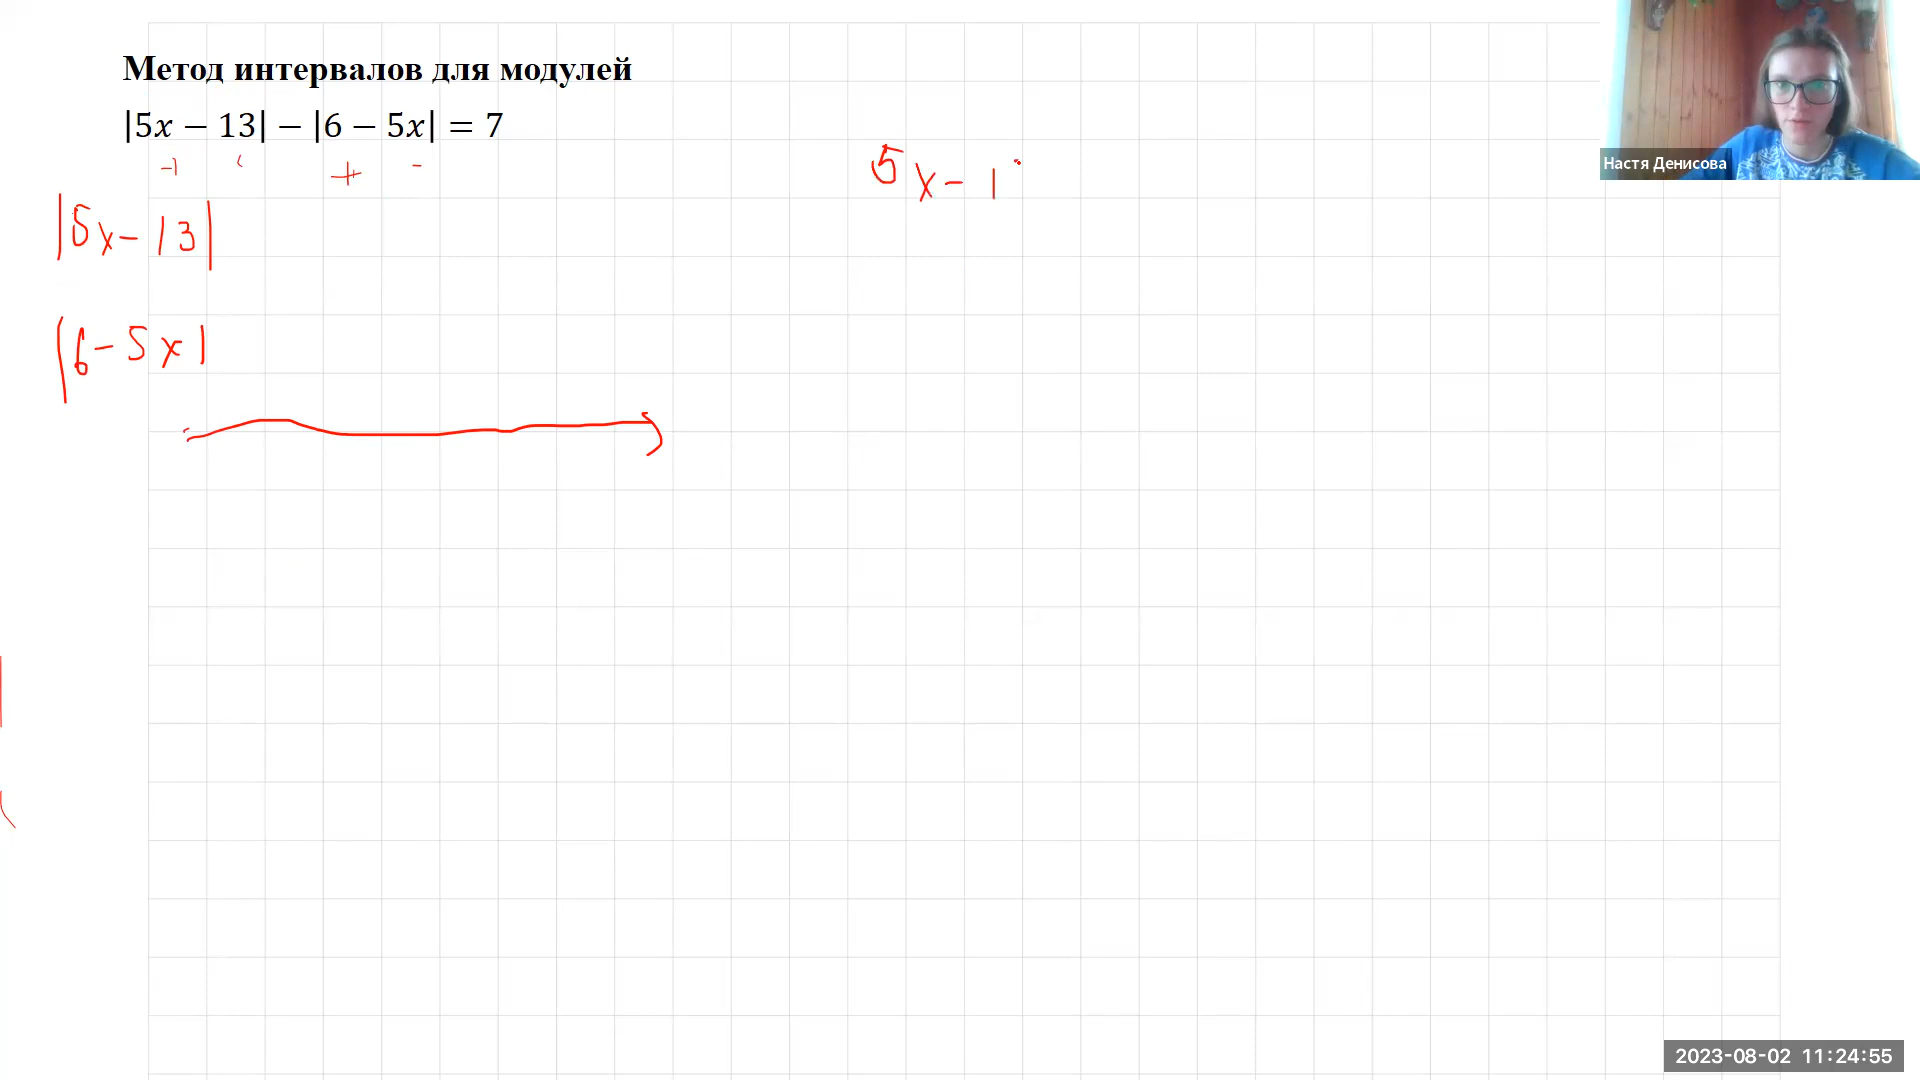 Метод интервалов для модулей
|5x − 13| − |6 − 5x| = 7
+ -
5x - 1
|5x - 13|
|6 - 5x|
Настя Денисова
2023-08-02 11:24:55